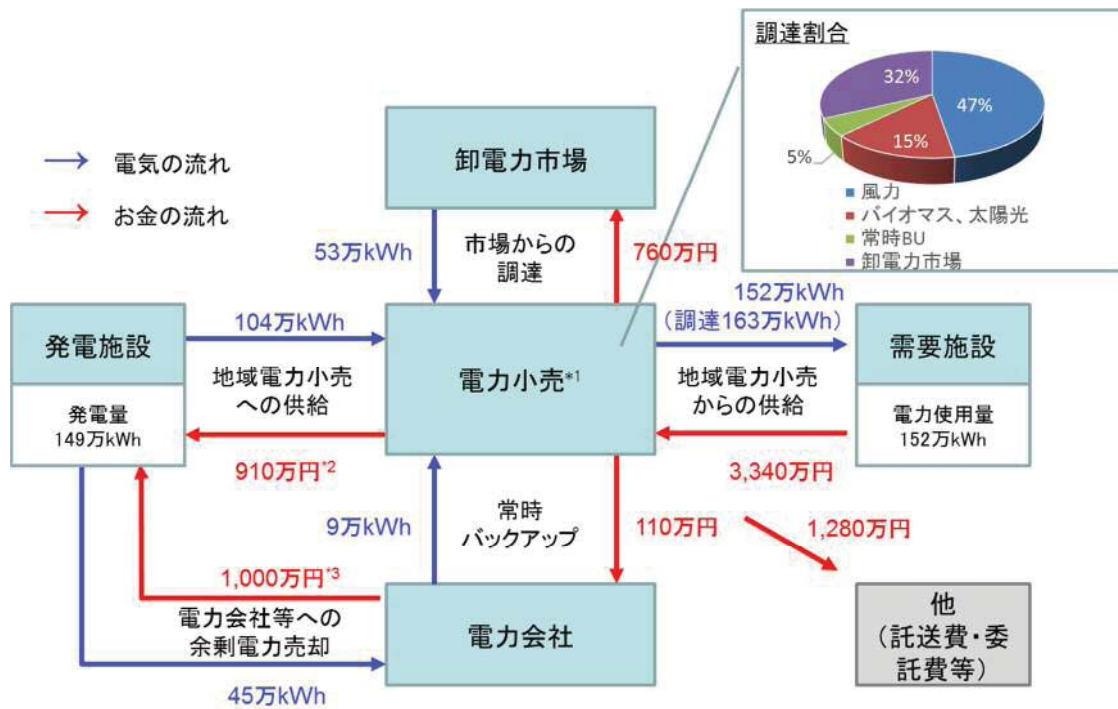 調達割合
32%
47%
15%
5%
風力
バイオマス、太陽光
常時BU
卸電力市場
電気の流れ
お金の流れ
卸電力市場
53万kWh
市場からの
調達
760万円
発電施設
発電量
149万kWh
104万kWh
地域電力小売
への供給
910万円*2
電力小売*1
152万kWh
(調達163万kWh)
地域電力小売
からの供給
3,340万円
需要施設
電力使用量
152万kWh
9万kWh
常時
バックアップ
110万円
1,280万円
1,000万円*3
電力会社等への
余剰電力売却
45万kWh
電力会社
他
(託送費・委
託費等)